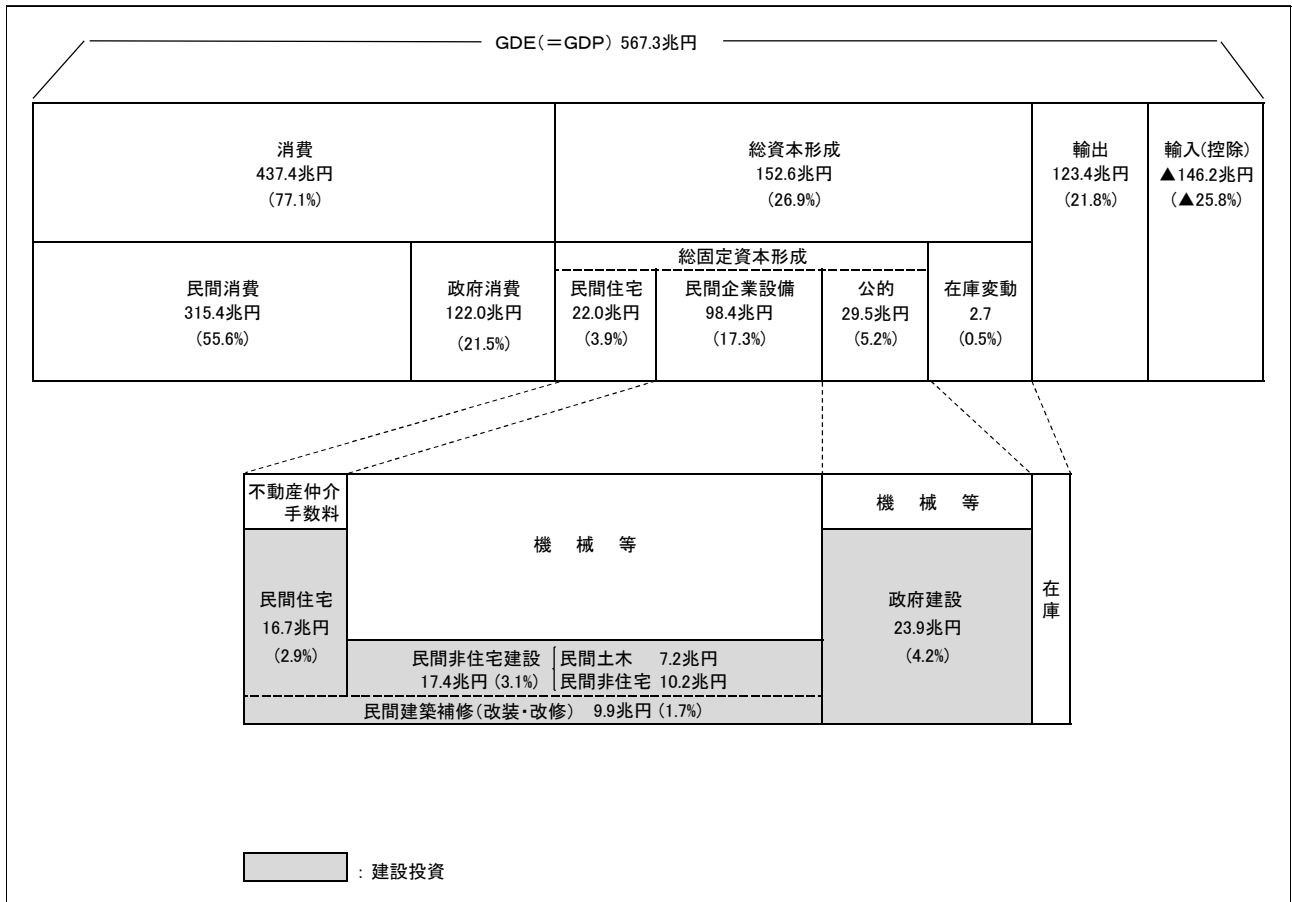 GDE(=GDP) 567.3兆円
消費
437.4兆円
(77.1%)
総資本形成
152.6兆円
(26.9%)
輸出
123.4兆円
(21.8%)
輸入(控除)
▲146.2兆円
(▲25.8%)
民間消費
315.4兆円
(55.6%)
政府消費
122.0兆円
(21.5%)
総固定資本形成
民間住宅
22.0兆円
(3.9%)
民間企業設備
98.4兆円
(17.3%)
公的
29.5兆円
(5.2%)
在庫変動
2.7
(0.5%)
不動産仲介
手数料
機 械 等
機 械 等
在庫
民間住宅
16.7兆円
(2.9%)
政府建設
23.9兆円
(4.2%)
民間非住宅建設 民間土木 7.2兆円
17.4兆円 (3.1%) 民間非住宅 10.2兆円
民間建築補修(改装・改修) 9.9兆円 (1.7%)
: 建設投資